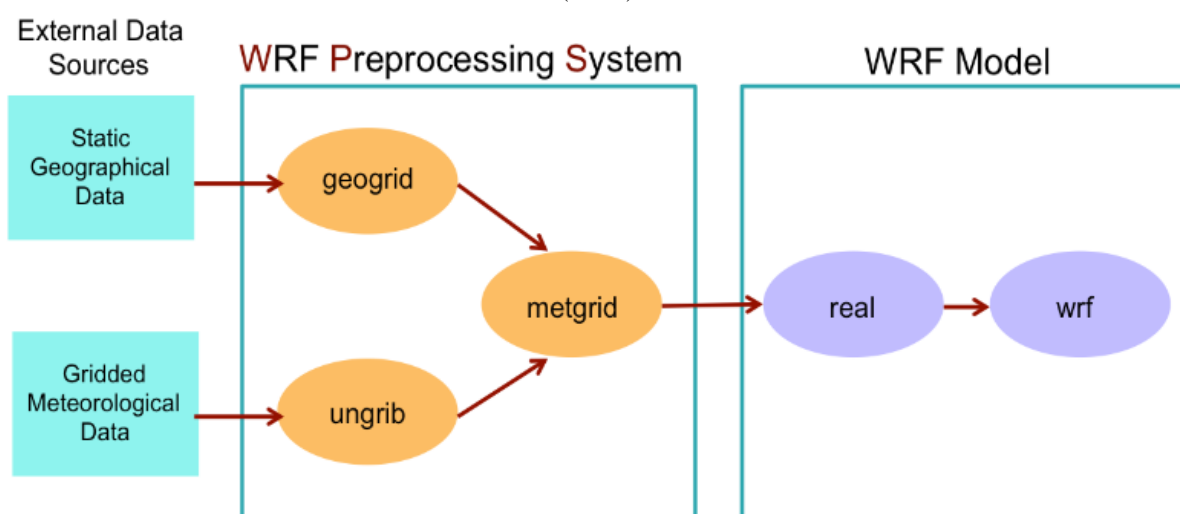 External Data
Sources
WRF Preprocessing System
WRF Model
Static
Geographical
Data
geogrid
metgrid
real
wrf
Gridded
Meteorological
Data
ungrib